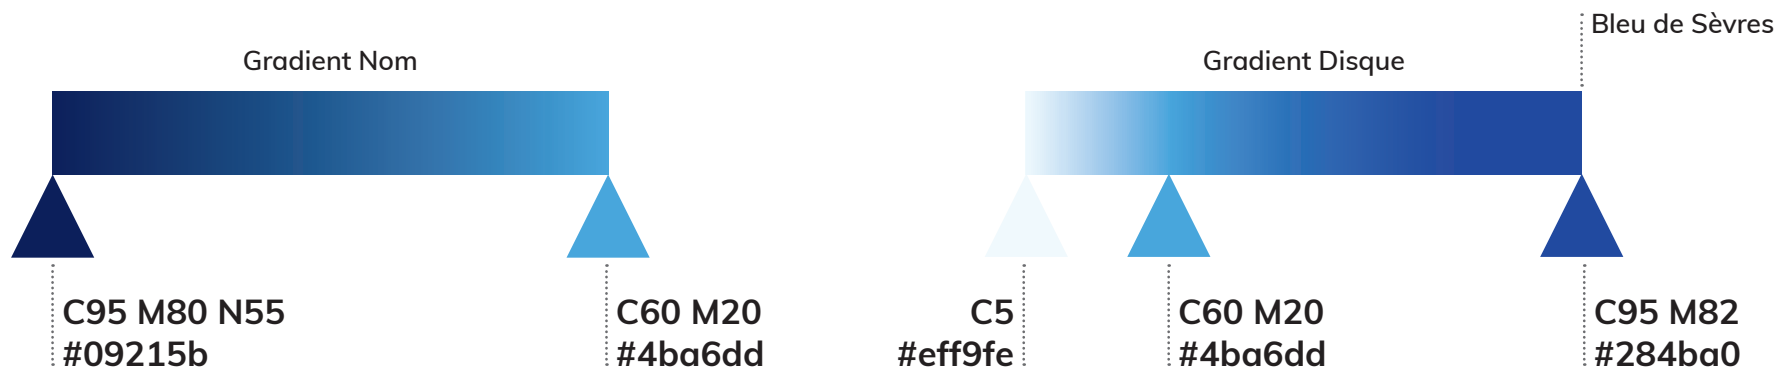 Gradient Nom
C95 M80 N55
#09215b
C60 M20
#4ba6dd
Gradient Disque
Bleu de Sèvres
C5
#eff9fe
C60 M20
#4ba6dd
C95 M82
#284ba0